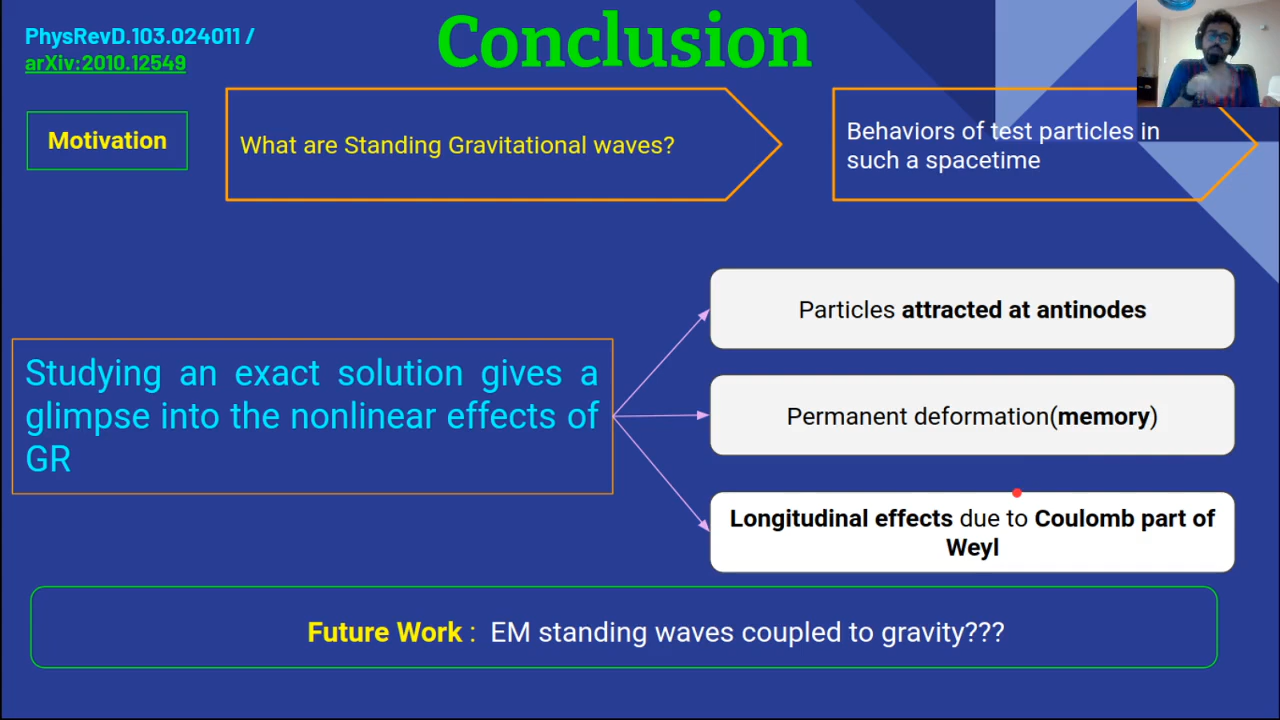 PhysRevD.103.024011 /
arXiv:2010.12549
Conclusion
Motivation
What are Standing Gravitational waves?
Behaviors of test particles in
such a spacetime
Studying an exact solution gives a
glimpse into the nonlinear effects of
GR
Particles attracted at antinodes
Permanent deformation(memory)
Longitudinal effects due to Coulomb part of
Weyl
Future Work : EM standing waves coupled to gravity???